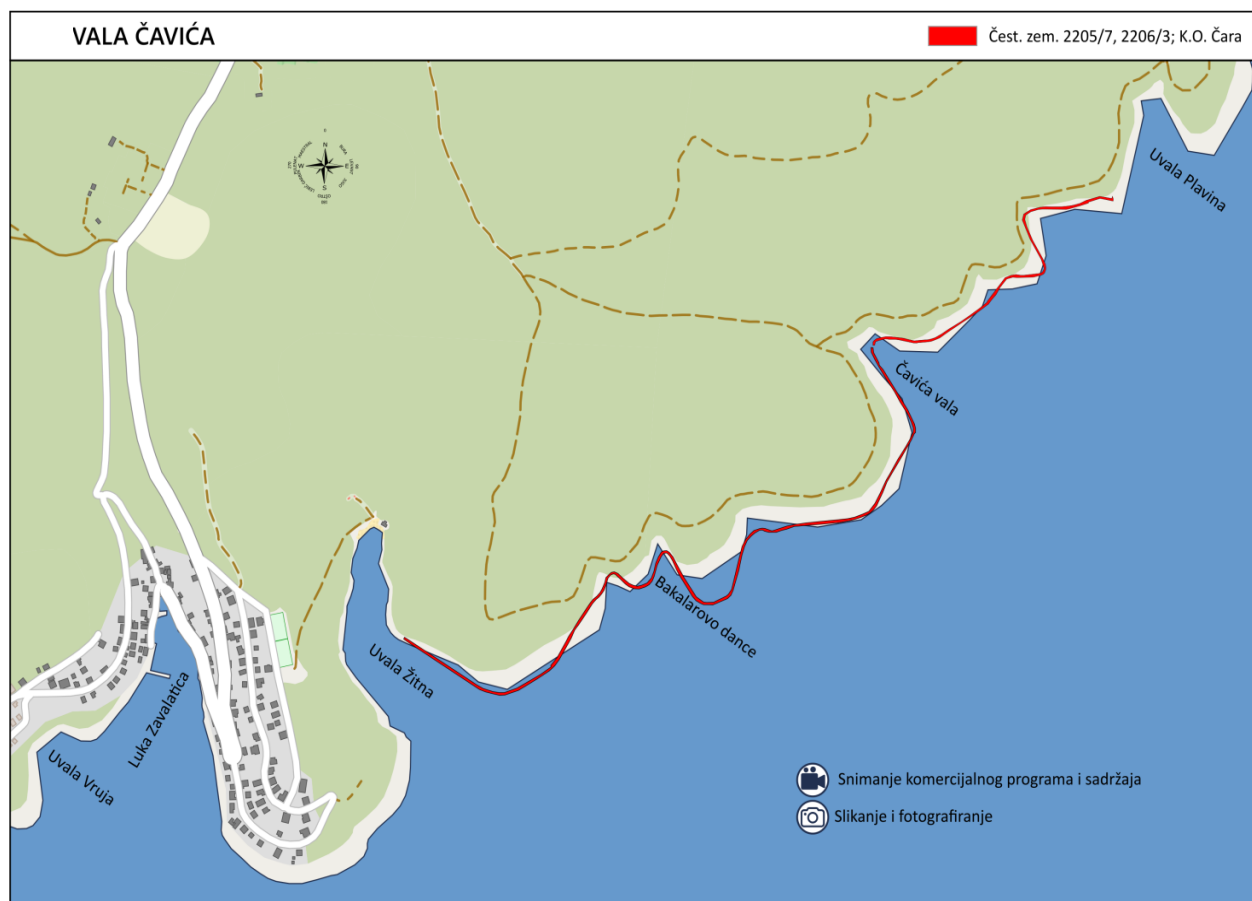 VALA ČAVIĆA
Čest. zem. 2205/7, 2206/3; K.O. Čara
N
W
E
S
Uvala Plavina
Čavića vala
Bakalarovo dance
Uvala Žitna
Luka Zavalatica
Uvala Vruja
Snimanje komercijalnog programa i sadržaja
Slikanje i fotografiranje